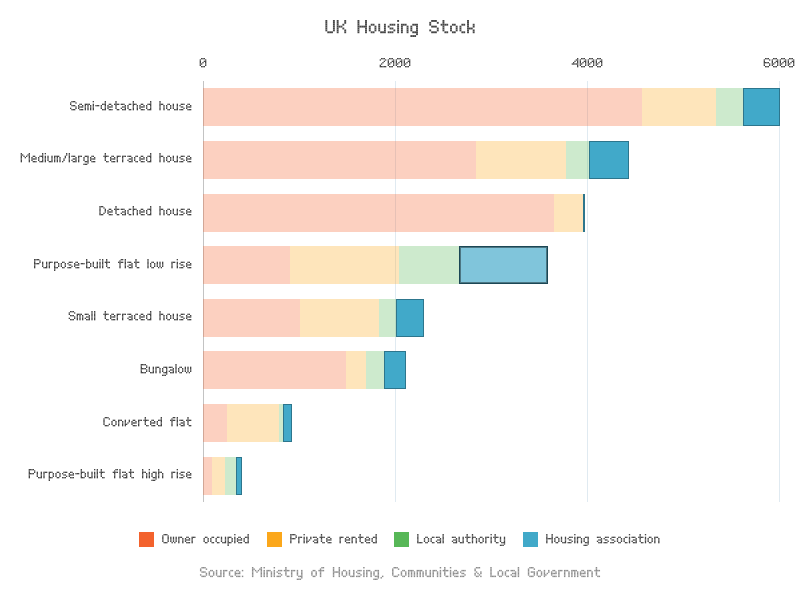 UK Housing Stock
0 2000 4000 6000
Semi-detached house
Medium/large terraced house
Detached house
Purpose-built flat low rise
Small terraced house
Bungalow
Converted flat
Purpose-built flat high rise
Owner occupied Private rented Local authority Housing association
Source: Ministry of Housing, Communities & Local Government